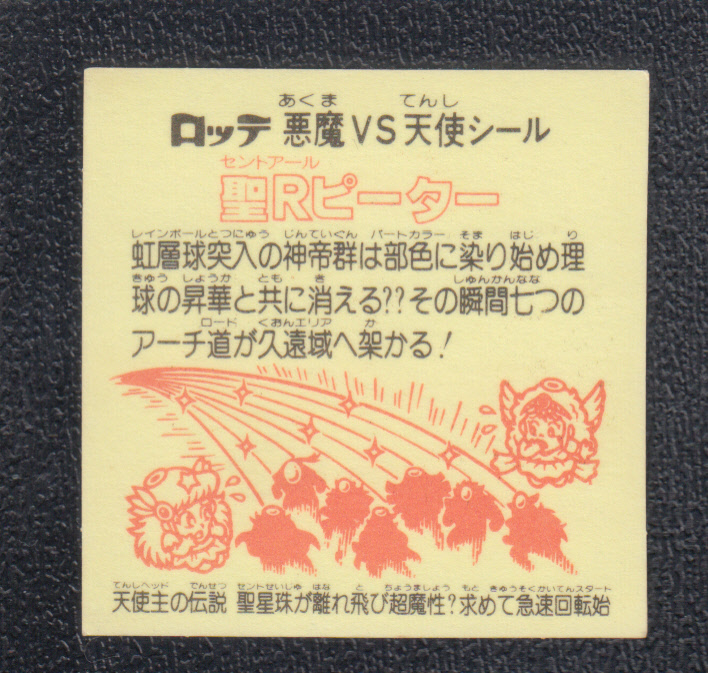 あくま てんし
ロッテ 悪魔VS天使シール
セントアール
聖Rピーター
レインボールとつにゅう じんていぐん パートカラー そま はじ り
虹層球突入の神帝群は部色に染り始め理
きゅう しょうか とも き しゅんかんなな
球の昇華と共に消える??その瞬間七つの
ロード くおんエリア か
アーチ道が久遠域へ架かる!
てんしヘッド でんせつ セントせいじゅ はな と ちょうましょう もと きゅうそくかいてんスタート
天使主の伝説 聖星珠が離れ飛び超魔性?求めて急速回転始